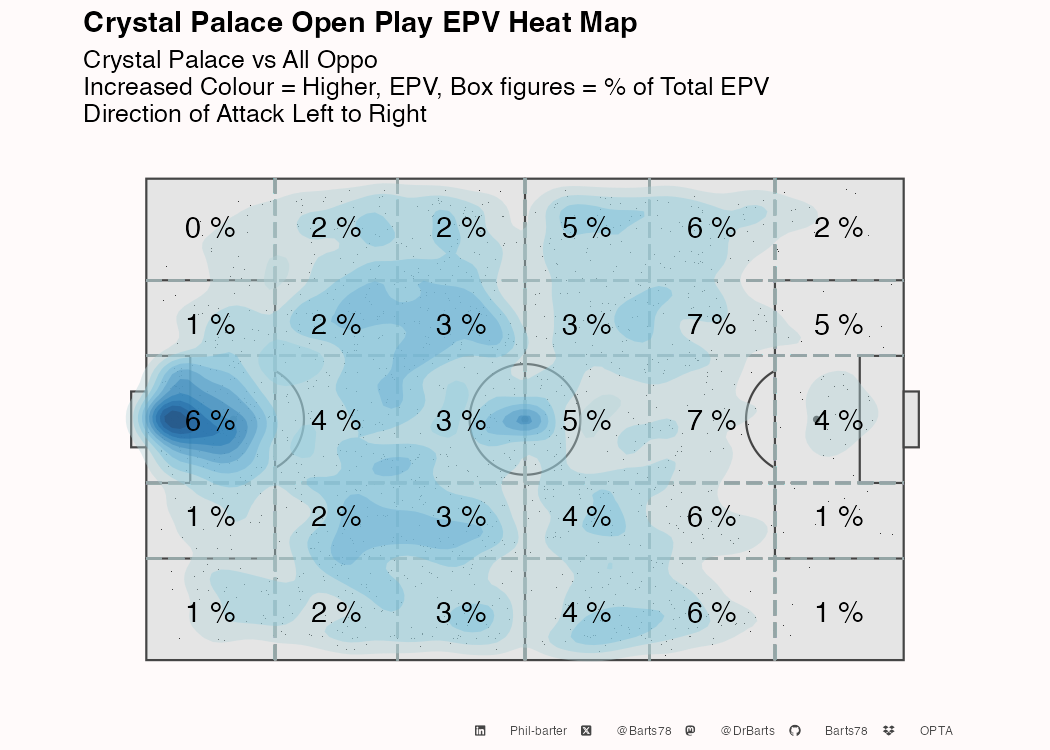 Crystal Palace Open Play EPV Heat Map
Crystal Palace vs All Oppo
Increased Colour = Higher, EPV, Box figures = % of Total EPV
Direction of Attack Left to Right
0 % 2 % 2 % 5 % 6 % 2 %
1 % 2 % 3 % 3 % 7 % 5 %
6 % 4 % 3 % 5 % 7 % 4 %
1 % 2 % 3 % 4 % 6 % 1 %
1 % 2 % 3 % 4 % 6 % 1 %
Phil-barter @Barts78 @DrBarts Barts78 OPTA